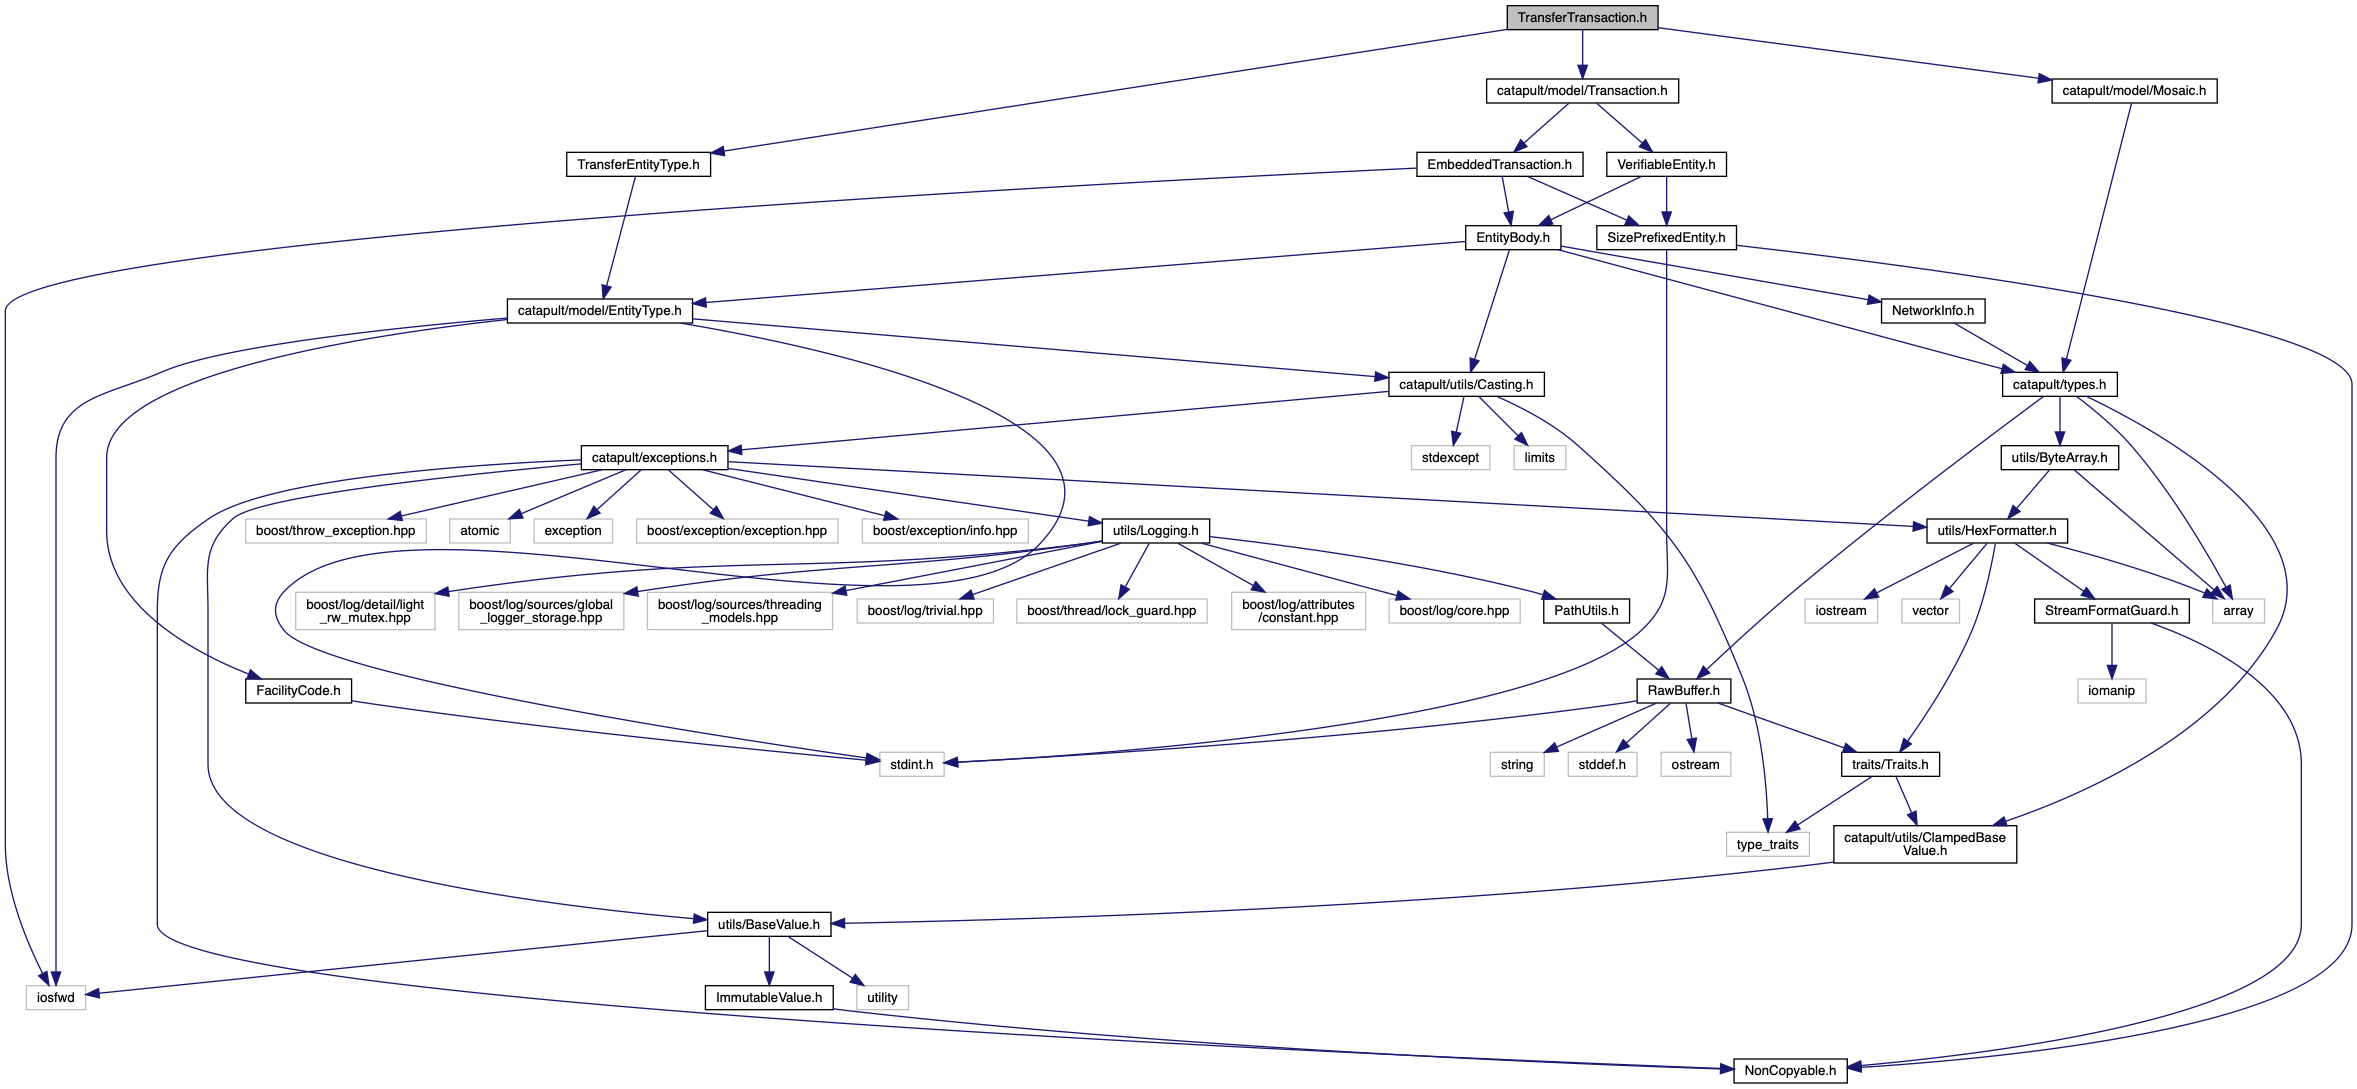 TransferTransaction.h
catapult/model/Transaction.h
catapult/model/Mosaic.h
TransferEntityType.h
EmbeddedTransaction.h
VerifiableEntity.h
EntityBody.h
SizePrefixedEntity.h
catapult/model/EntityType.h
NetworkInfo.h
catapult/utils/Casting.h
catapult/types.h
catapult/exceptions.h
stdexcept
limits
utils/ByteArray.h
boost/throw_exception.hpp
atomic
exception
boost/exception/exception.hpp
boost/exception/info.hpp
utils/Logging.h
utils/HexFormatter.h
boost/log/detail/light
_rw_mutex.hpp
boost/log/sources/global
_logger_storage.hpp
boost/log/sources/threading
_models.hpp
boost/log/trivial.hpp
boost/thread/lock_guard.hpp
boost/log/attributes
/constant.hpp
boost/log/core.hpp
PathUtils.h
iostream
vector
StreamFormatGuard.h
array
FacilityCode.h
RawBuffer.h
iomanip
stdint.h
string
stddef.h
ostream
traits/Traits.h
type_traits
catapult/utils/ClampedBase
Value.h
utils/BaseValue.h
iosfwd
ImmutableValue.h
utility
NonCopyable.h